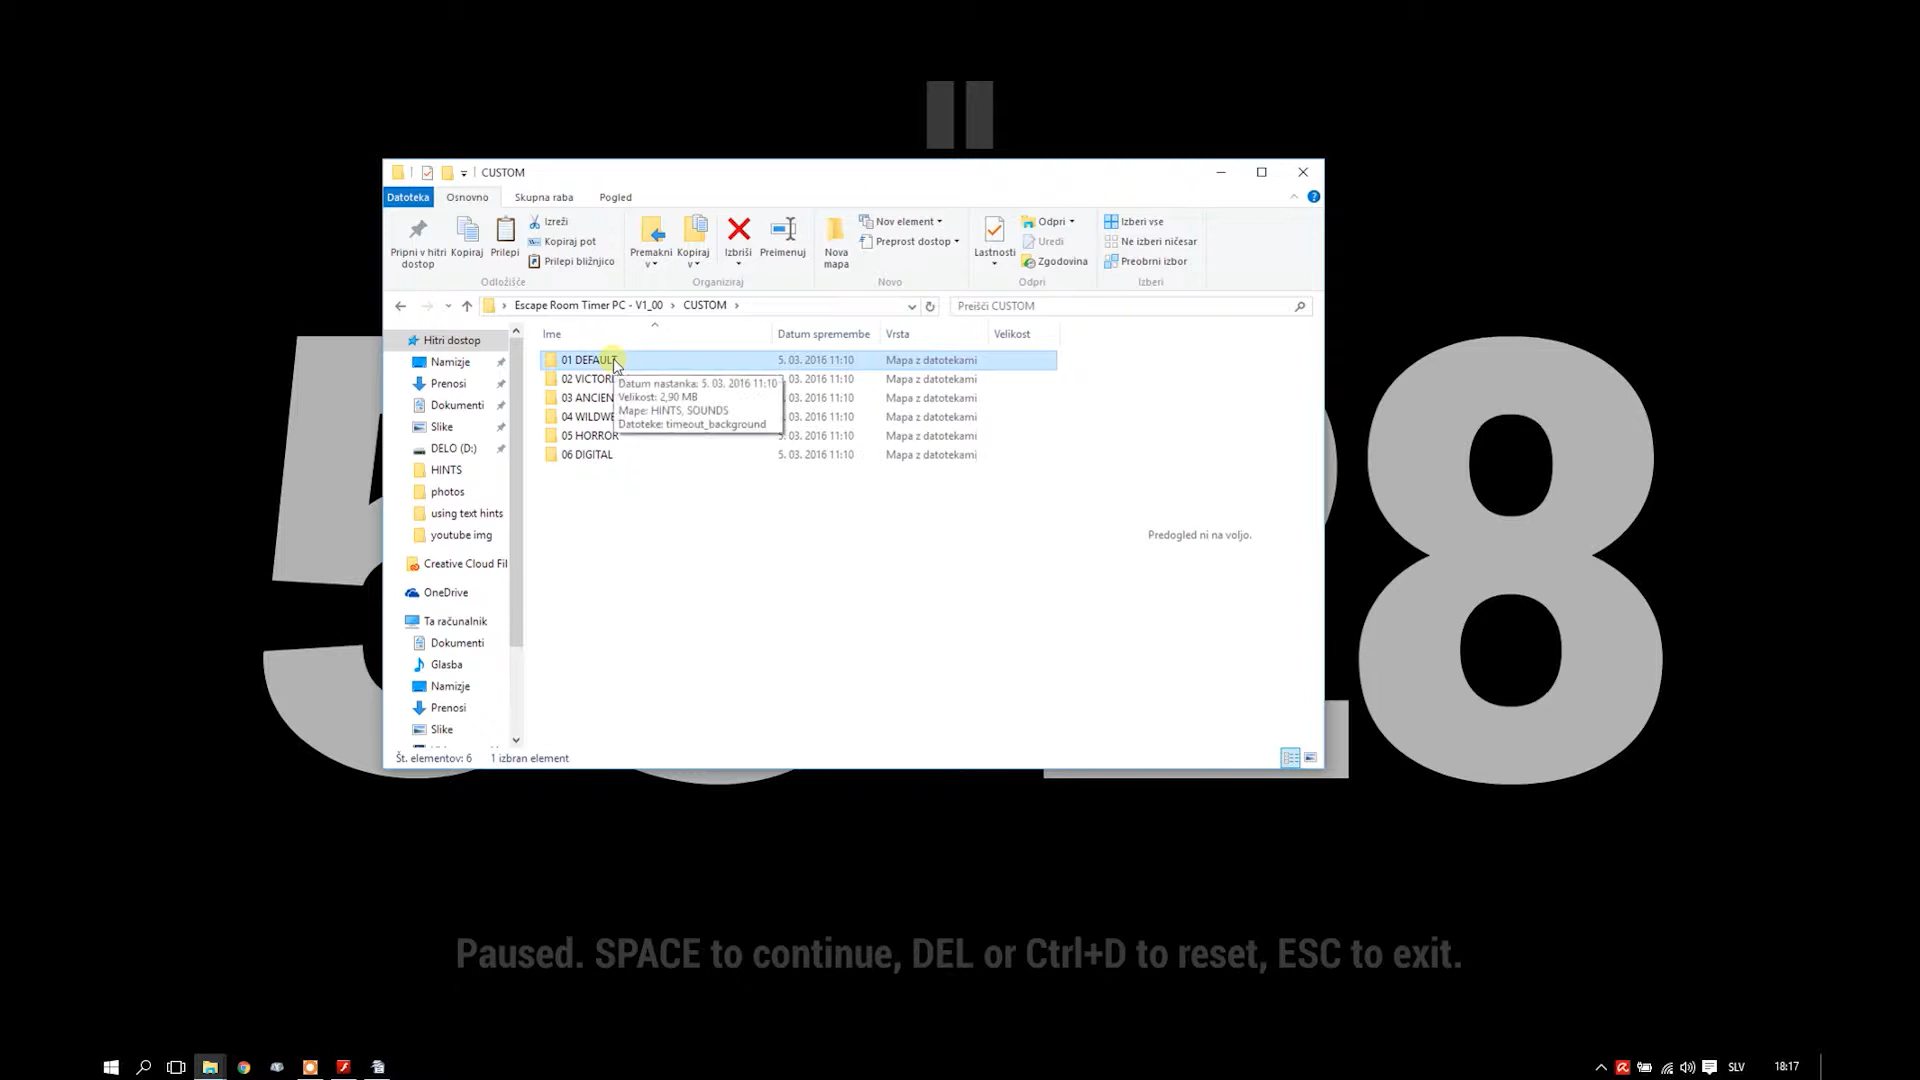 CUSTOM
Datoteka Osnovno Skupna raba Pogled
Pripni v hitri dostop
Kopiraj
Prilepi
Izreži
Kopiraj pot
Prilepi bližnjico
Odložišče
Premakni v
Kopiraj v
Izbriši
Preimenuj
Organiziraj
Nova mapa
Nov element
Preprost dostop
Novo
Lastnosti
Odpri
Uredi
Zgodovina
Odpri
Izberi vse
Ne izberi ničesar
Preobrni izbor
Izberi
Escape Room Timer PC - V1_00 CUSTOM
Preišči CUSTOM
Ime Datum spremembe Vrsta Velikost
01 DEFAULT 5. 03. 2016 11:10 Mapa z datotekami
02 VICTORI 5. 03. 2016 11:10 Mapa z datotekami
03 ANCIEN 5. 03. 2016 11:10 Mapa z datotekami
04 WILDWE 5. 03. 2016 11:10 Mapa z datotekami
05 HORROR 5. 03. 2016 11:10 Mapa z datotekami
06 DIGITAL 5. 03. 2016 11:10 Mapa z datotekami
Datum nastanka: 5. 03. 2016 11:10
Velikost: 2,90 MB
Mape: HINTS, SOUNDS
Datoteke: timeout_background
Hitri dostop
Namizje
Prenosi
Dokumenti
Slike
DELO (D:)
HINTS
photos
using text hints
youtube img
Creative Cloud Fil
OneDrive
Ta računalnik
Dokumenti
Glasba
Namizje
Prenosi
Slike
Predogled ni na voljo.
Št. elementov: 6 1 izbran element
8
Paused. SPACE to continue, DEL or Ctrl+D to reset, ESC to exit.
SLV 18:17